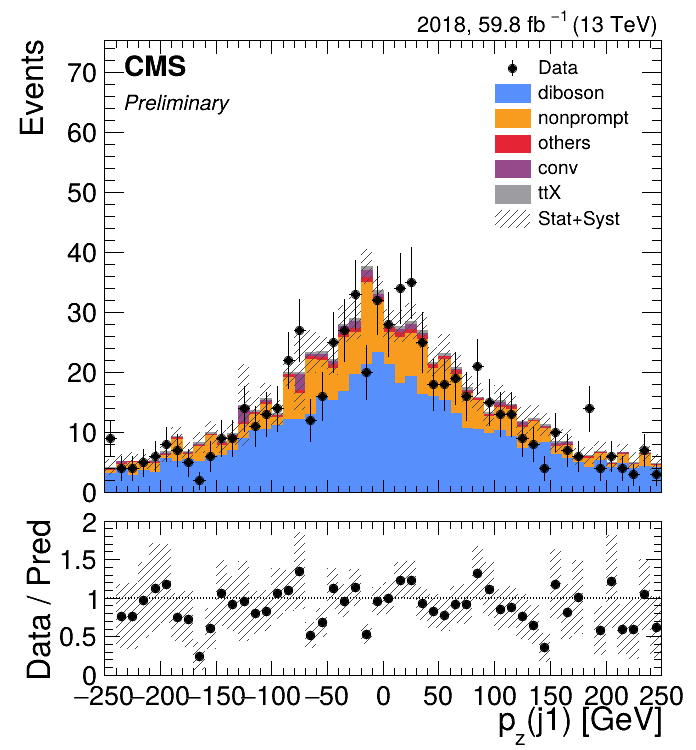 2018, 59.8 fb⁻¹ (13 TeV)
CMS
Preliminary
Events
70
60
50
40
30
20
10
0
Data
diboson
nonprompt
others
conv
ttX
Stat+Syst
Data / Pred
2
1.5
1
0.5
0
−250 −200 −150 −100 −50 0 50 100 150 200 250
p_z(j1) [GeV]